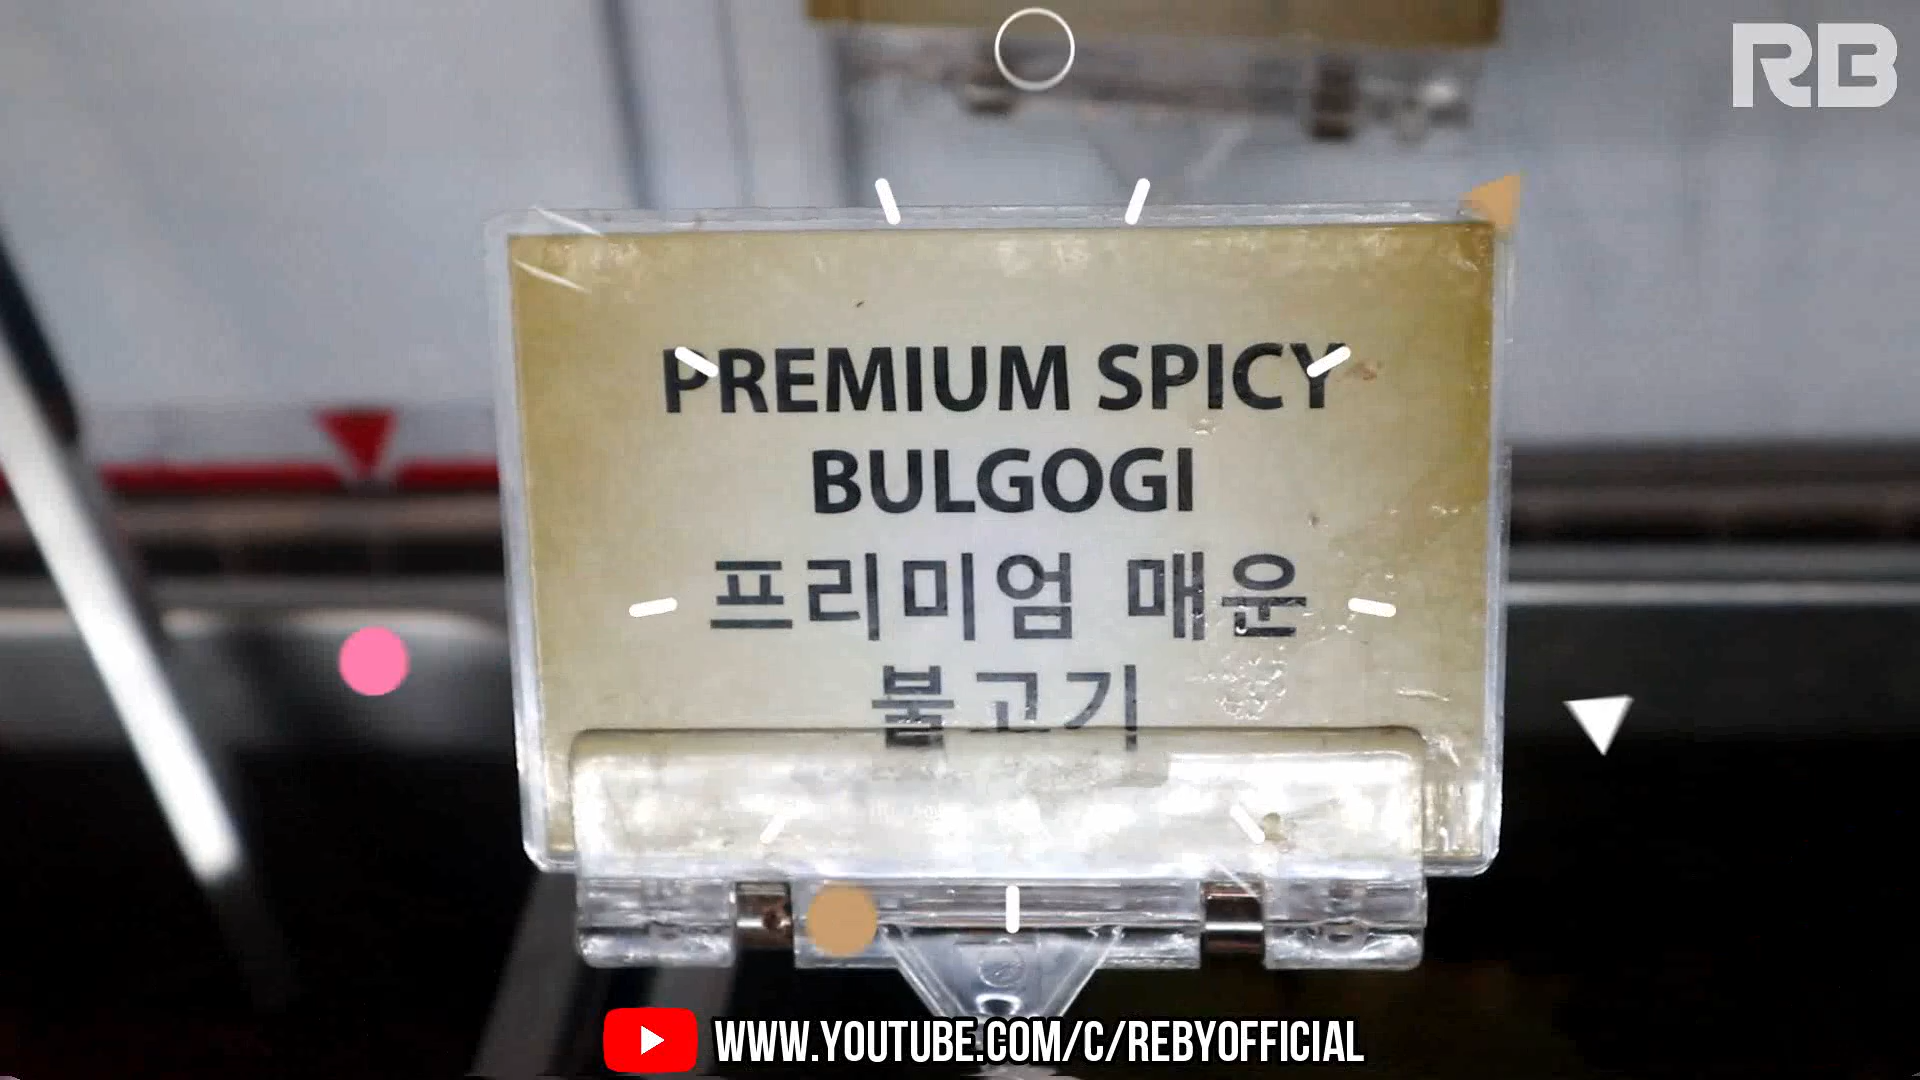 RB
PREMIUM SPICY
BULGOGI
프리미엄 매운
불고기
WWW.YOUTUBE.COM/C/REBYOFFICIAL